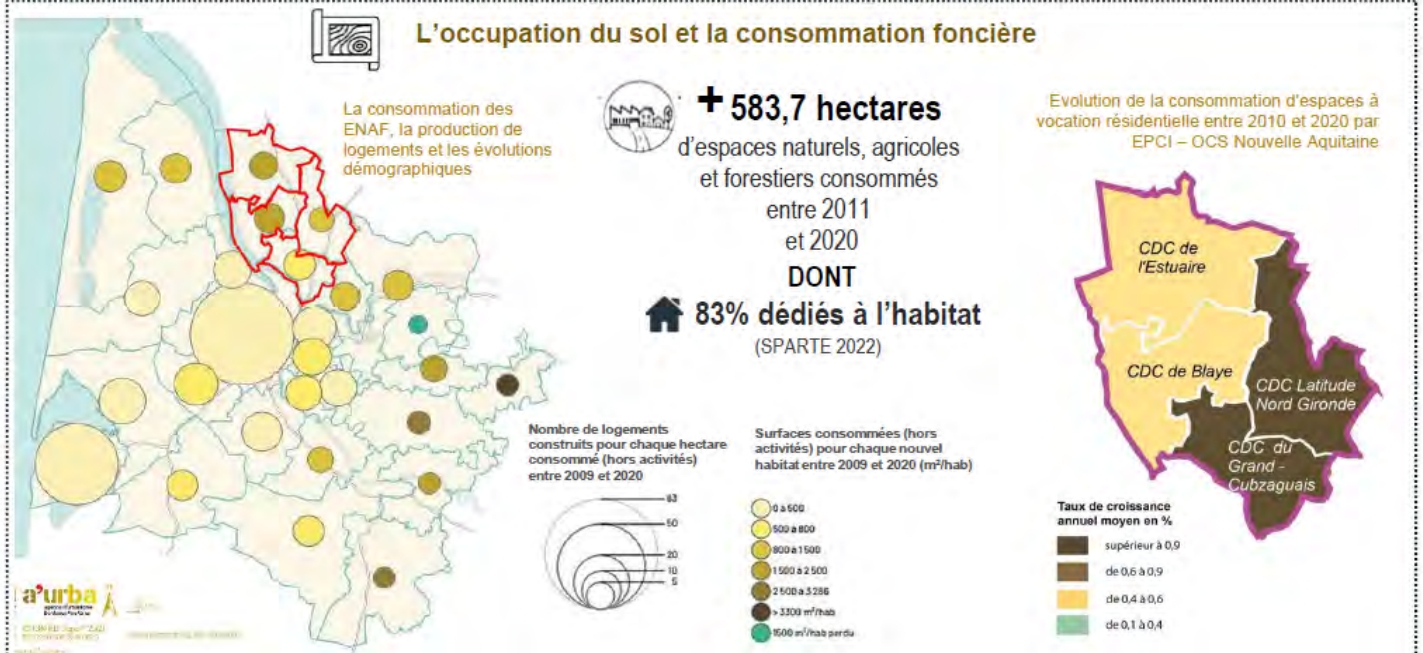 L'occupation du sol et la consommation foncière
La consommation des
ENAF, la production de
logements et les évolutions
démographiques
+ 583,7 hectares
d'espaces naturels, agricoles
et forestiers consommés
entre 2011
et 2020
DONT
83% dédiés à l'habitat
(SPARTE 2022)
Evolution de la consommation d'espaces à
vocation résidentielle entre 2010 et 2020 par
EPCI – OCS Nouvelle Aquitaine
CDC de
l'Estuaire
CDC de Blaye
CDC Latitude
Nord Gironde
CDC du
Grand -
Cubzaguais
Nombre de logements
construits pour chaque hectare
consommé (hors activités)
entre 2009 et 2020
63
50
20
10
5
Surfaces consommées (hors
activités) pour chaque nouvel
habitat entre 2009 et 2020 (m²/hab)
0 à 500
500 à 800
800 à 1 500
1 500 à 2 500
2 500 à 3 286
> 3300 m²/hab
1500 m²/hab perdu
Taux de croissance
annuel moyen en %
supérieur à 0,9
de 0,6 à 0,9
de 0,4 à 0,6
de 0,1 à 0,4
a'urba